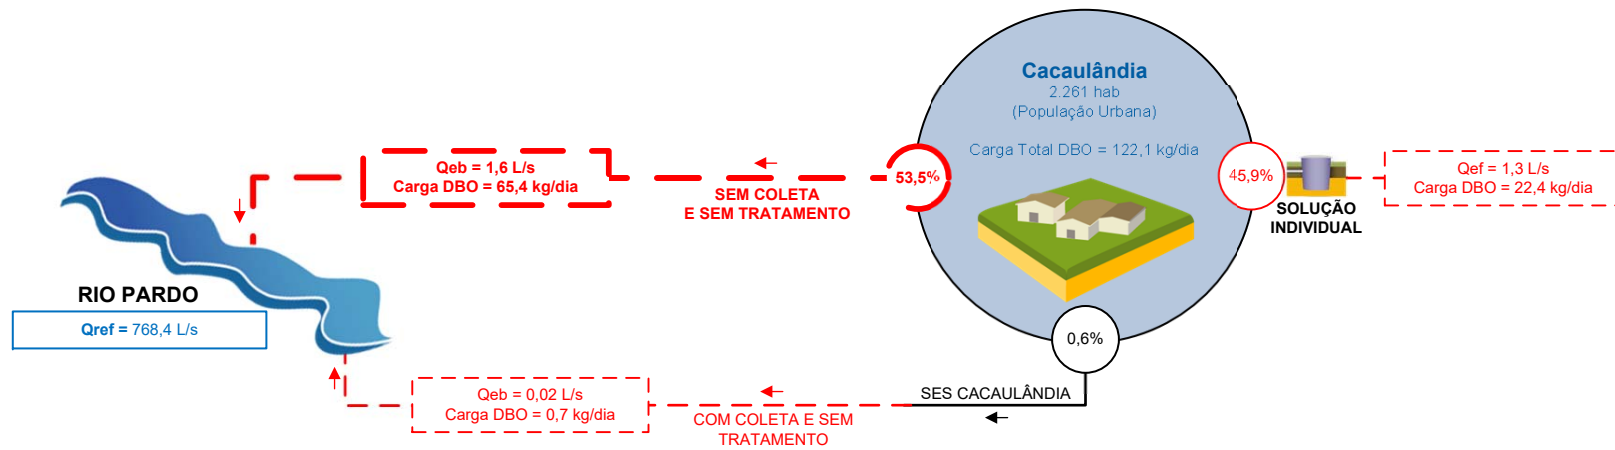 Cacaulândia
2.261 hab
(População Urbana)
Carga Total DBO = 122,1 kg/dia
53,5%
45,9%
0,6%
Qeb = 1,6 L/s
Carga DBO = 65,4 kg/dia
SEM COLETA
E SEM TRATAMENTO
SOLUÇÃO
INDIVIDUAL
Qef = 1,3 L/s
Carga DBO = 22,4 kg/dia
RIO PARDO
Qref = 768,4 L/s
Qeb = 0,02 L/s
Carga DBO = 0,7 kg/dia
COM COLETA E SEM
TRATAMENTO
SES CACAULÂNDIA